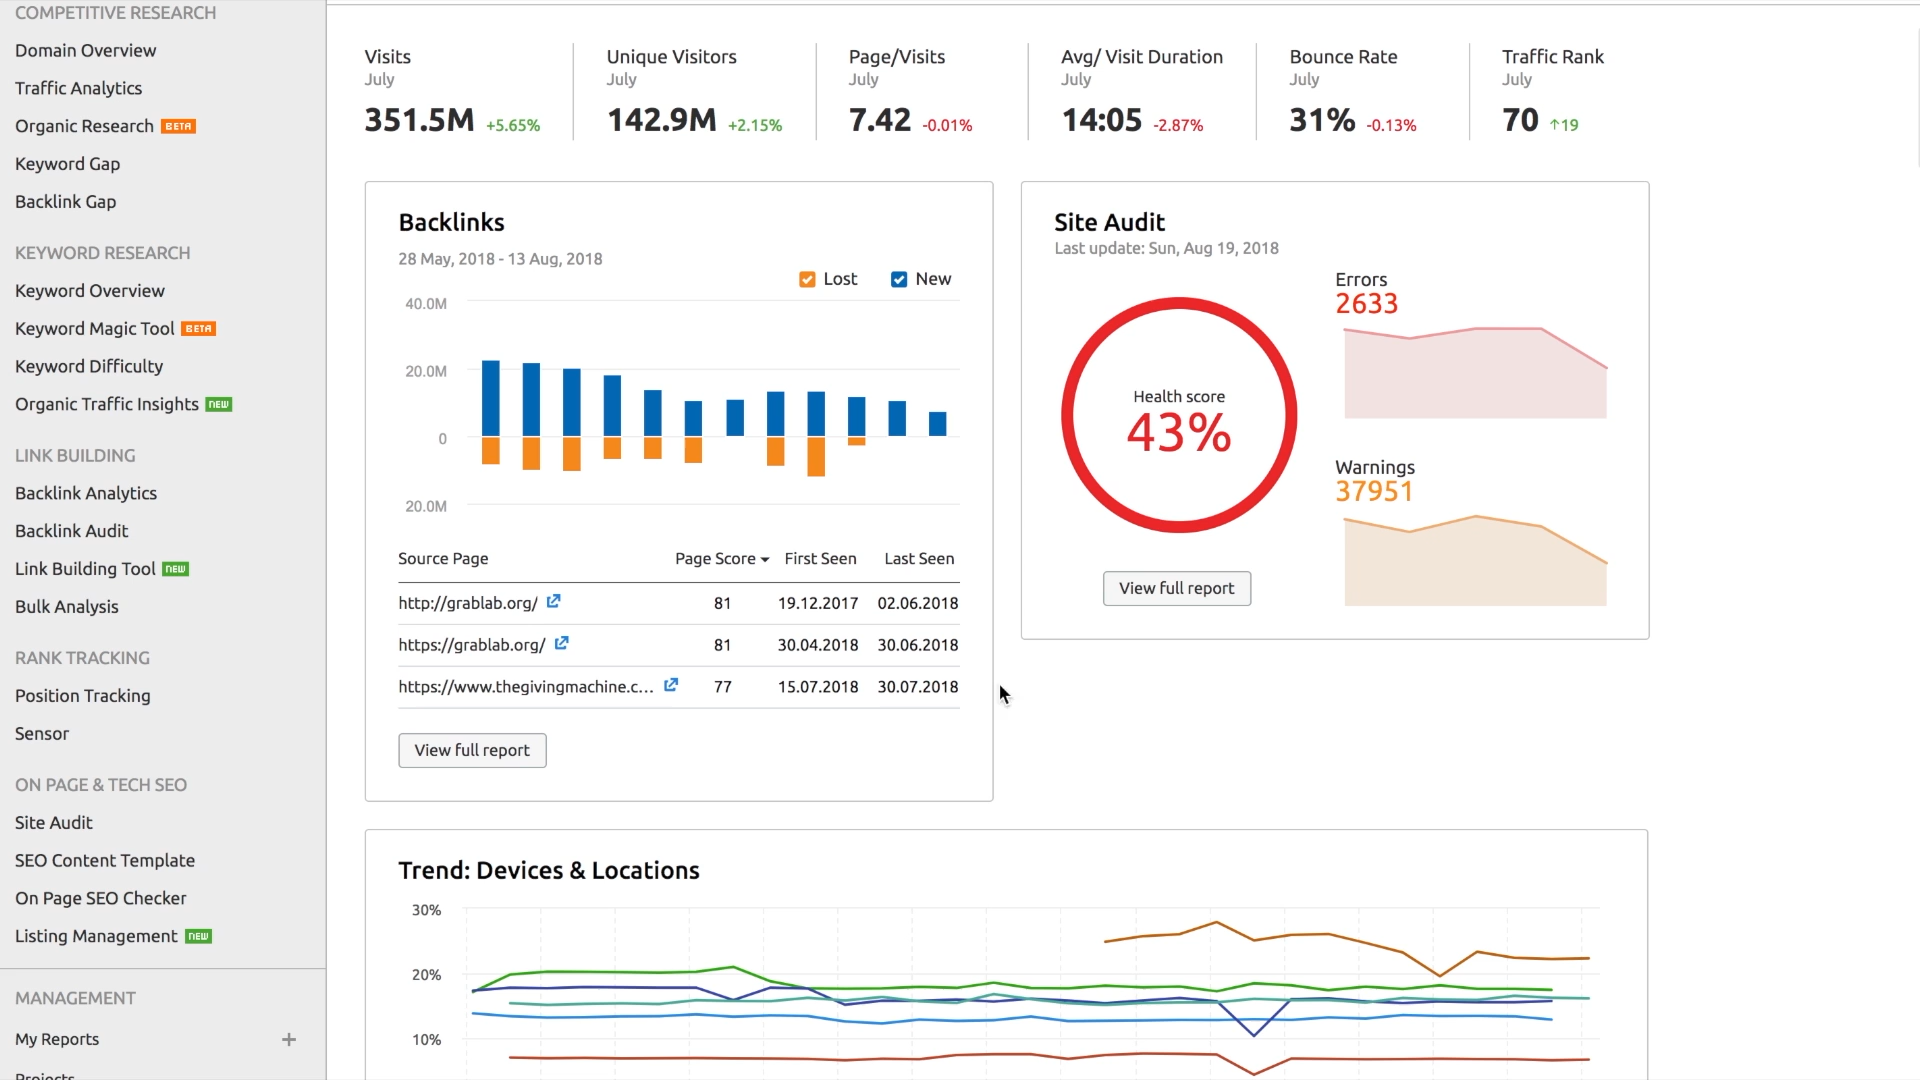 COMPETITIVE RESEARCH
Domain Overview
Traffic Analytics
Organic Research BETA
Keyword Gap
Backlink Gap
KEYWORD RESEARCH
Keyword Overview
Keyword Magic Tool BETA
Keyword Difficulty
Organic Traffic Insights NEW
LINK BUILDING
Backlink Analytics
Backlink Audit
Link Building Tool NEW
Bulk Analysis
RANK TRACKING
Position Tracking
Sensor
ON PAGE & TECH SEO
Site Audit
SEO Content Template
On Page SEO Checker
Listing Management NEW
MANAGEMENT
My Reports +
Projects
Visits
July
351.5M +5.65%
Unique Visitors
July
142.9M +2.15%
Page/Visits
July
7.42 -0.01%
Avg/ Visit Duration
July
14:05 -2.87%
Bounce Rate
July
31% -0.13%
Traffic Rank
July
70 ↑19
Backlinks
28 May, 2018 - 13 Aug, 2018
Lost New
40.0M
20.0M
0
20.0M
Source Page Page Score First Seen Last Seen
http://grablab.org/ 81 19.12.2017 02.06.2018
https://grablab.org/ 81 30.04.2018 30.06.2018
https://www.thegivingmachine.c... 77 15.07.2018 30.07.2018
View full report
Site Audit
Last update: Sun, Aug 19, 2018
Health score
43%
View full report
Errors
2633
Warnings
37951
Trend: Devices & Locations
30%
20%
10%